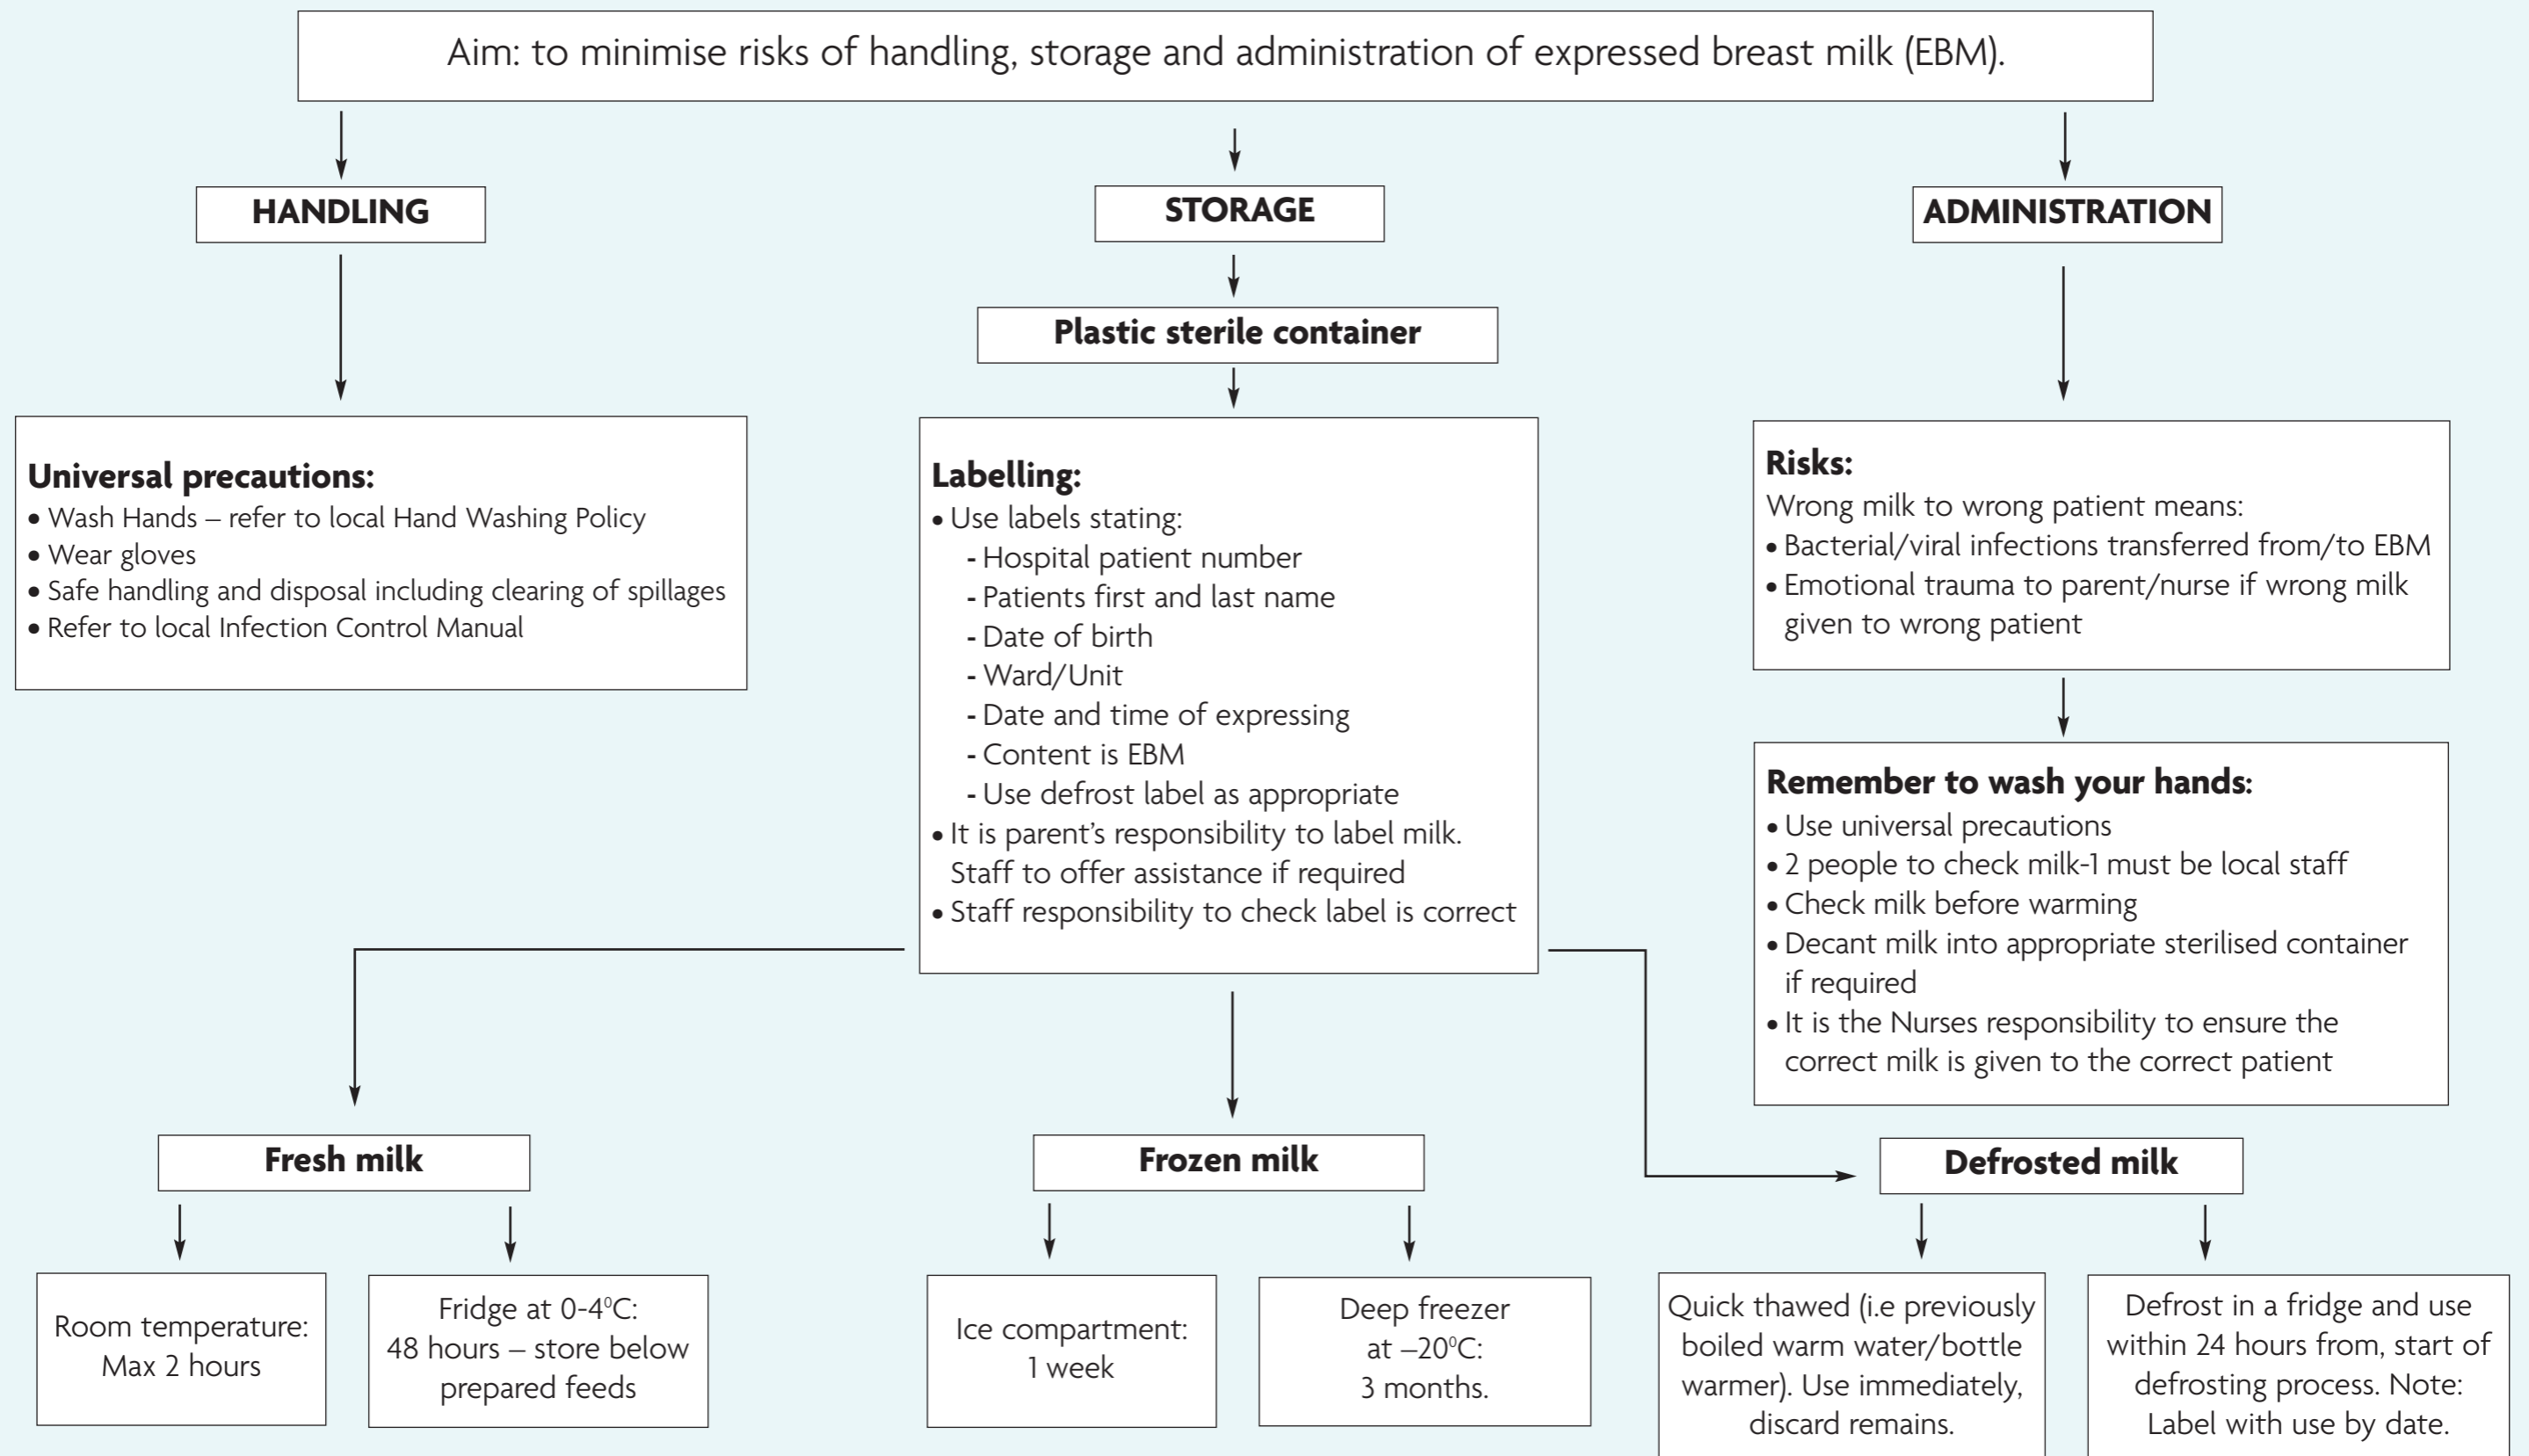 Aim: to minimise risks of handling, storage and administration of expressed breast milk (EBM).
HANDLING
STORAGE
ADMINISTRATION
Plastic sterile container
Universal precautions:
• Wash Hands – refer to local Hand Washing Policy
• Wear gloves
• Safe handling and disposal including clearing of spillages
• Refer to local Infection Control Manual
Labelling:
• Use labels stating:
- Hospital patient number
- Patients first and last name
- Date of birth
- Ward/Unit
- Date and time of expressing
- Content is EBM
- Use defrost label as appropriate
• It is parent’s responsibility to label milk.
Staff to offer assistance if required
• Staff responsibility to check label is correct
Risks:
Wrong milk to wrong patient means:
• Bacterial/viral infections transferred from/to EBM
• Emotional trauma to parent/nurse if wrong milk
given to wrong patient
Remember to wash your hands:
• Use universal precautions
• 2 people to check milk-1 must be local staff
• Check milk before warming
• Decant milk into appropriate sterilised container
if required
• It is the Nurses responsibility to ensure the
correct milk is given to the correct patient
Fresh milk
Room temperature:
Max 2 hours
Fridge at 0-4⁰C:
48 hours – store below
prepared feeds
Frozen milk
Ice compartment:
1 week
Deep freezer
at –20⁰C:
3 months.
Defrosted milk
Quick thawed (i.e previously
boiled warm water/bottle
warmer). Use immediately,
discard remains.
Defrost in a fridge and use
within 24 hours from, start of
defrosting process. Note:
Label with use by date.